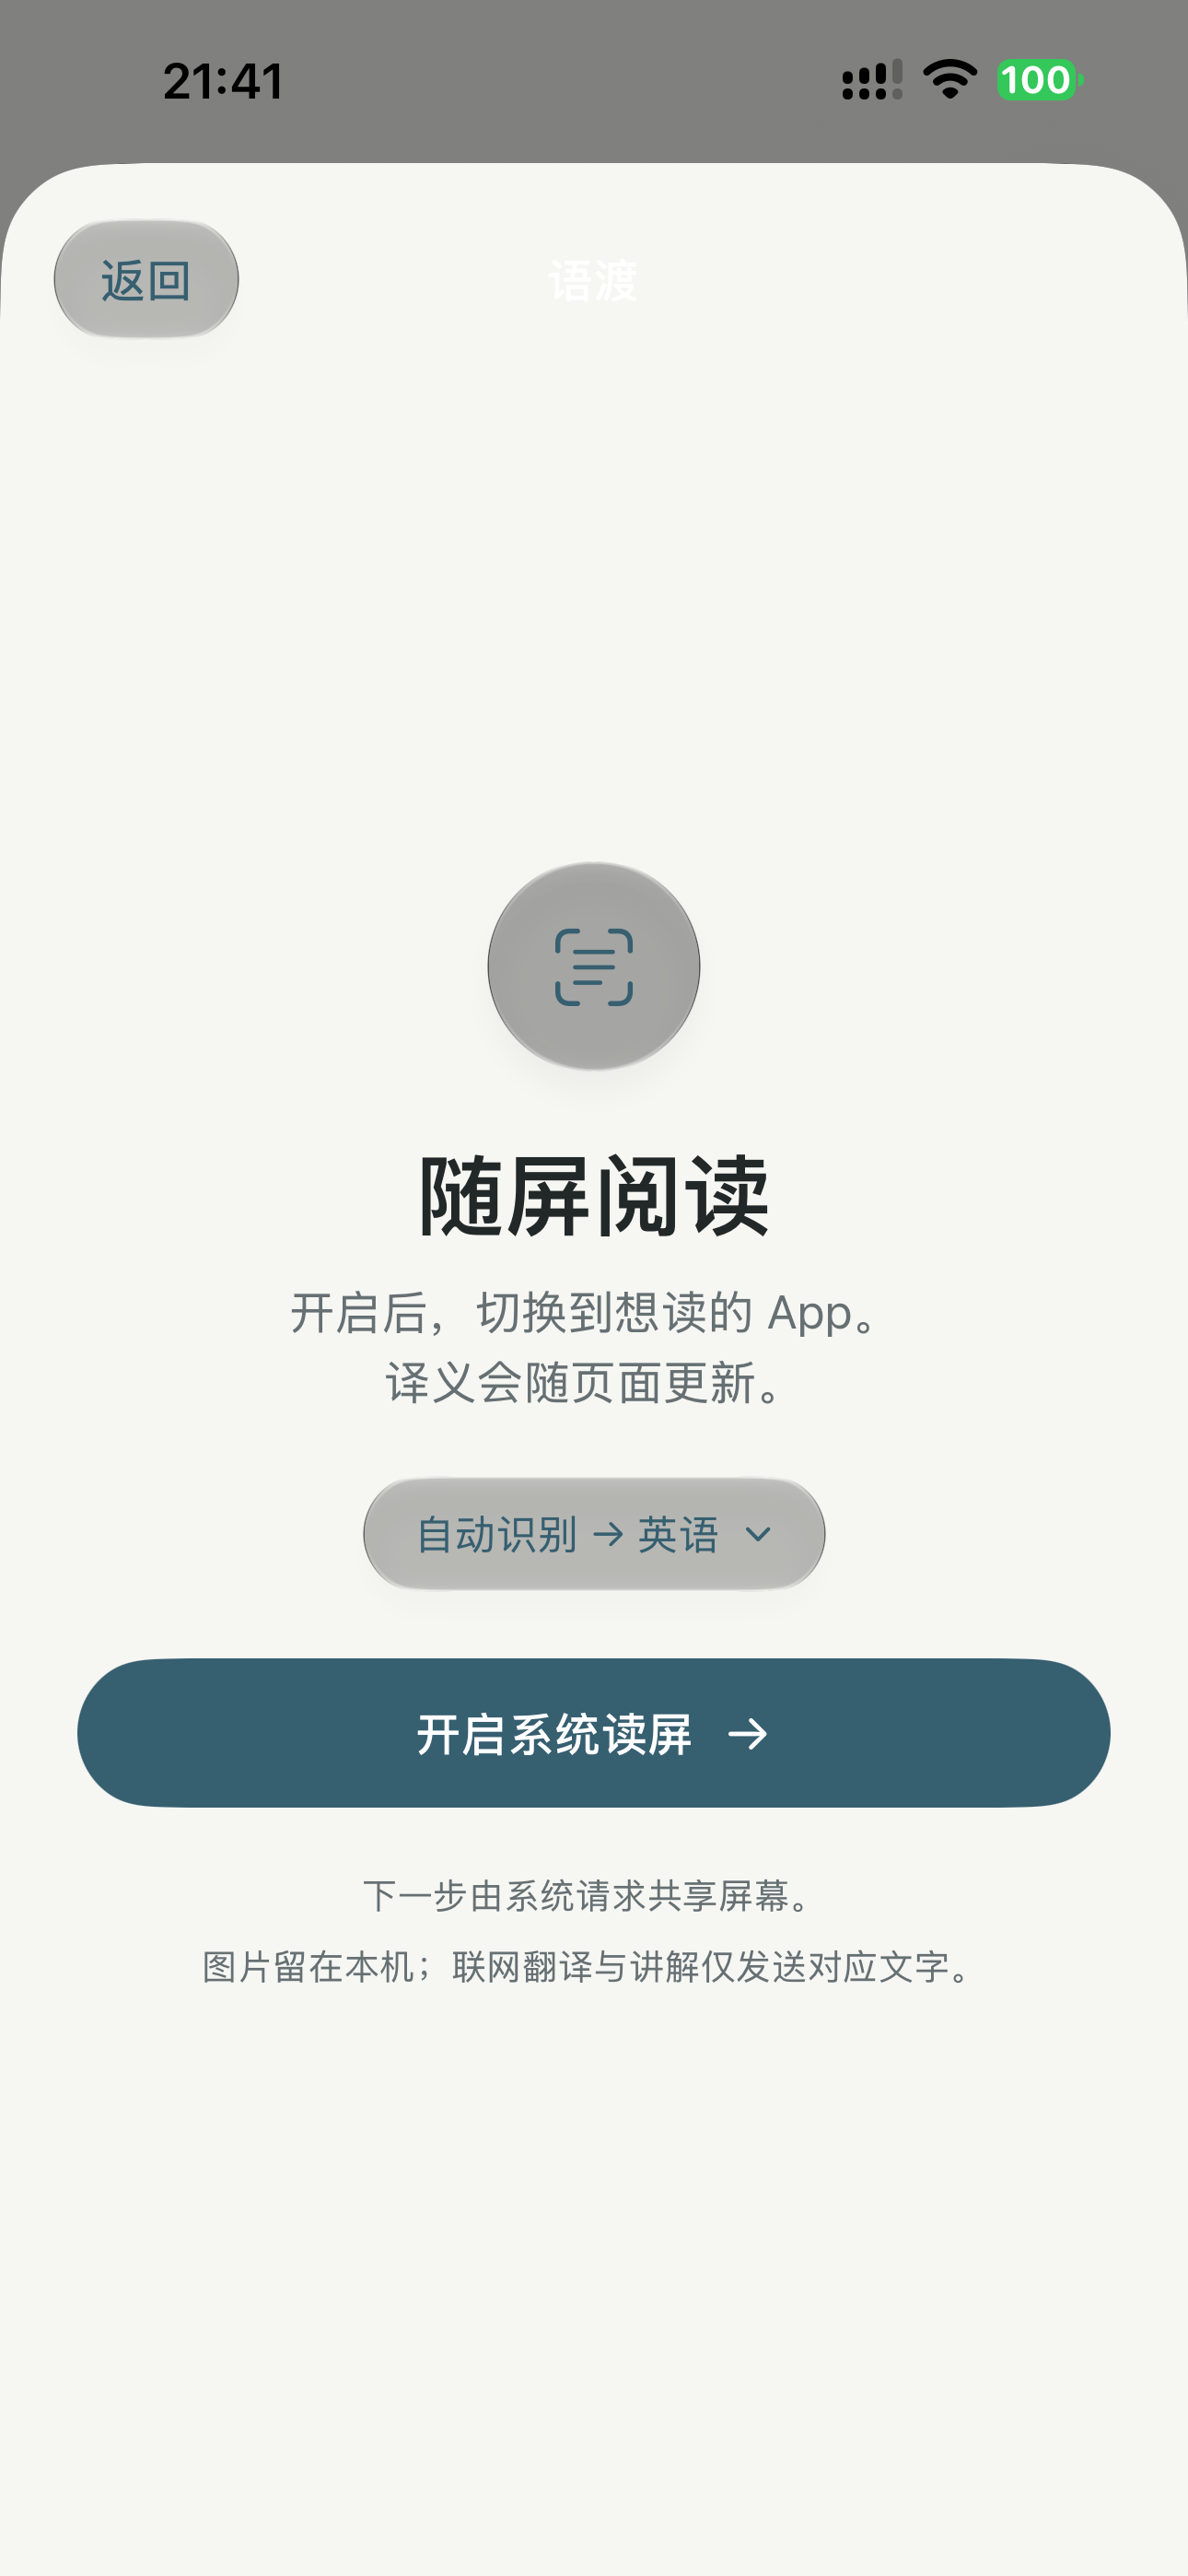 21:41
100
返回
语渡
随屏阅读
开启后，切换到想读的 App。
译义会随页面更新。
自动识别 → 英语
开启系统读屏 →
下一步由系统请求共享屏幕。
图片留在本机；联网翻译与讲解仅发送对应文字。